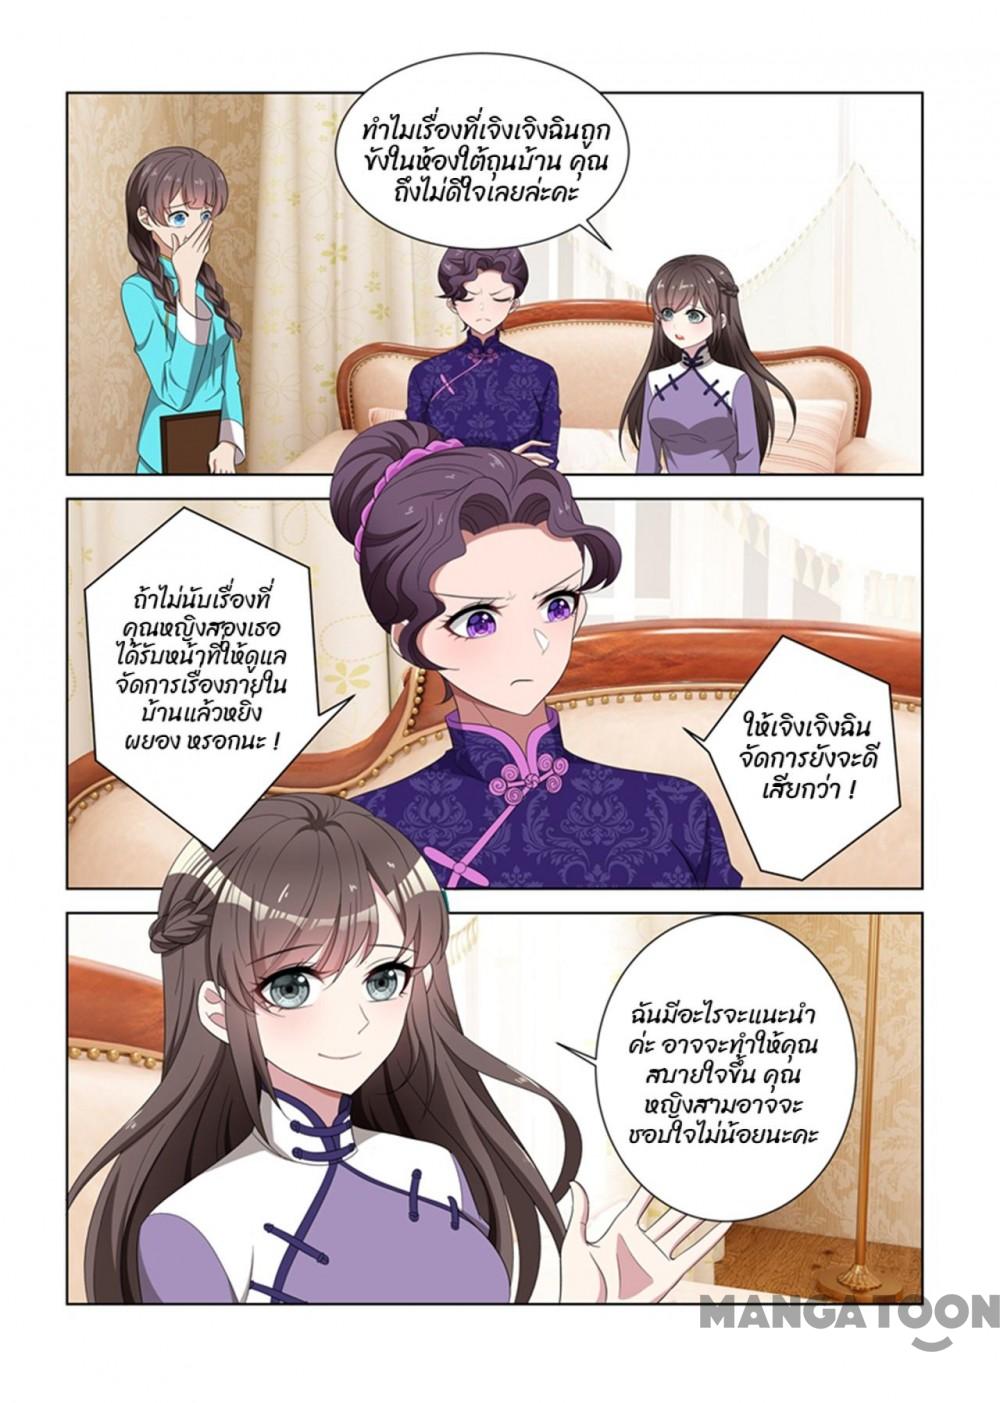 ทำไมเรื่องที่เจิงเจิงฉินถูก
ขังในห้องใต้ถุนบ้าน คุณ
ถึงไม่ดีใจเลยล่ะคะ
ถ้าไม่นับเรื่องที่
คุณหญิงสองเธอ
ได้รับหน้าที่ให้ดูแล
จัดการเรื่องภายใน
บ้านแล้วหยิ่ง
ผยอง หรอกนะ !
ให้เจิงเจิงฉิน
จัดการยังจะดี
เสียกว่า !
ฉันมีอะไรจะแนะนำ
ค่ะ อาจจะทำให้คุณ
สบายใจขึ้น คุณ
หญิงสามอาจจะ
ชอบใจไม่น้อยนะคะ
MANGATOON